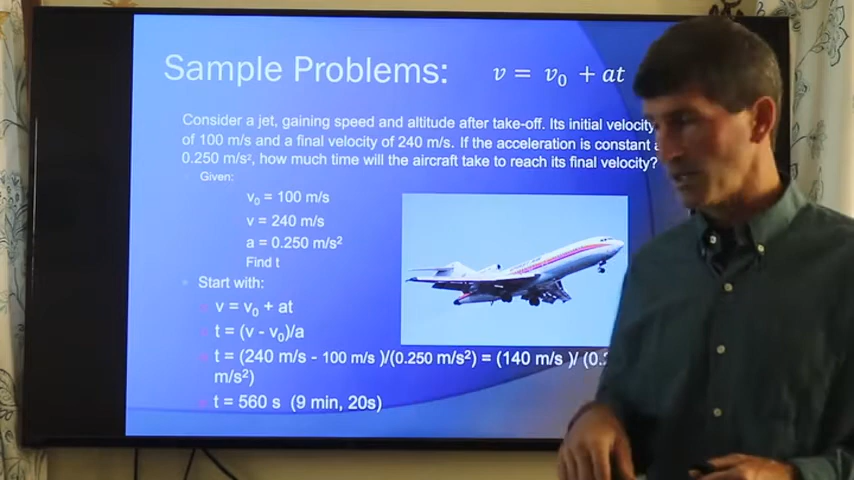 Sample Problems: v = v₀ + at
Consider a jet, gaining speed and altitude after take-off. Its initial velocity
of 100 m/s and a final velocity of 240 m/s. If the acceleration is constant
0.250 m/s², how much time will the aircraft take to reach its final velocity?
Given:
v₀ = 100 m/s
v = 240 m/s
a = 0.250 m/s²
Find t
Start with:
v = v₀ + at
t = (v - v₀)/a
t = (240 m/s - 100 m/s )/(0.250 m/s²) = (140 m/s )/ (0.2
m/s²)
t = 560 s (9 min, 20s)